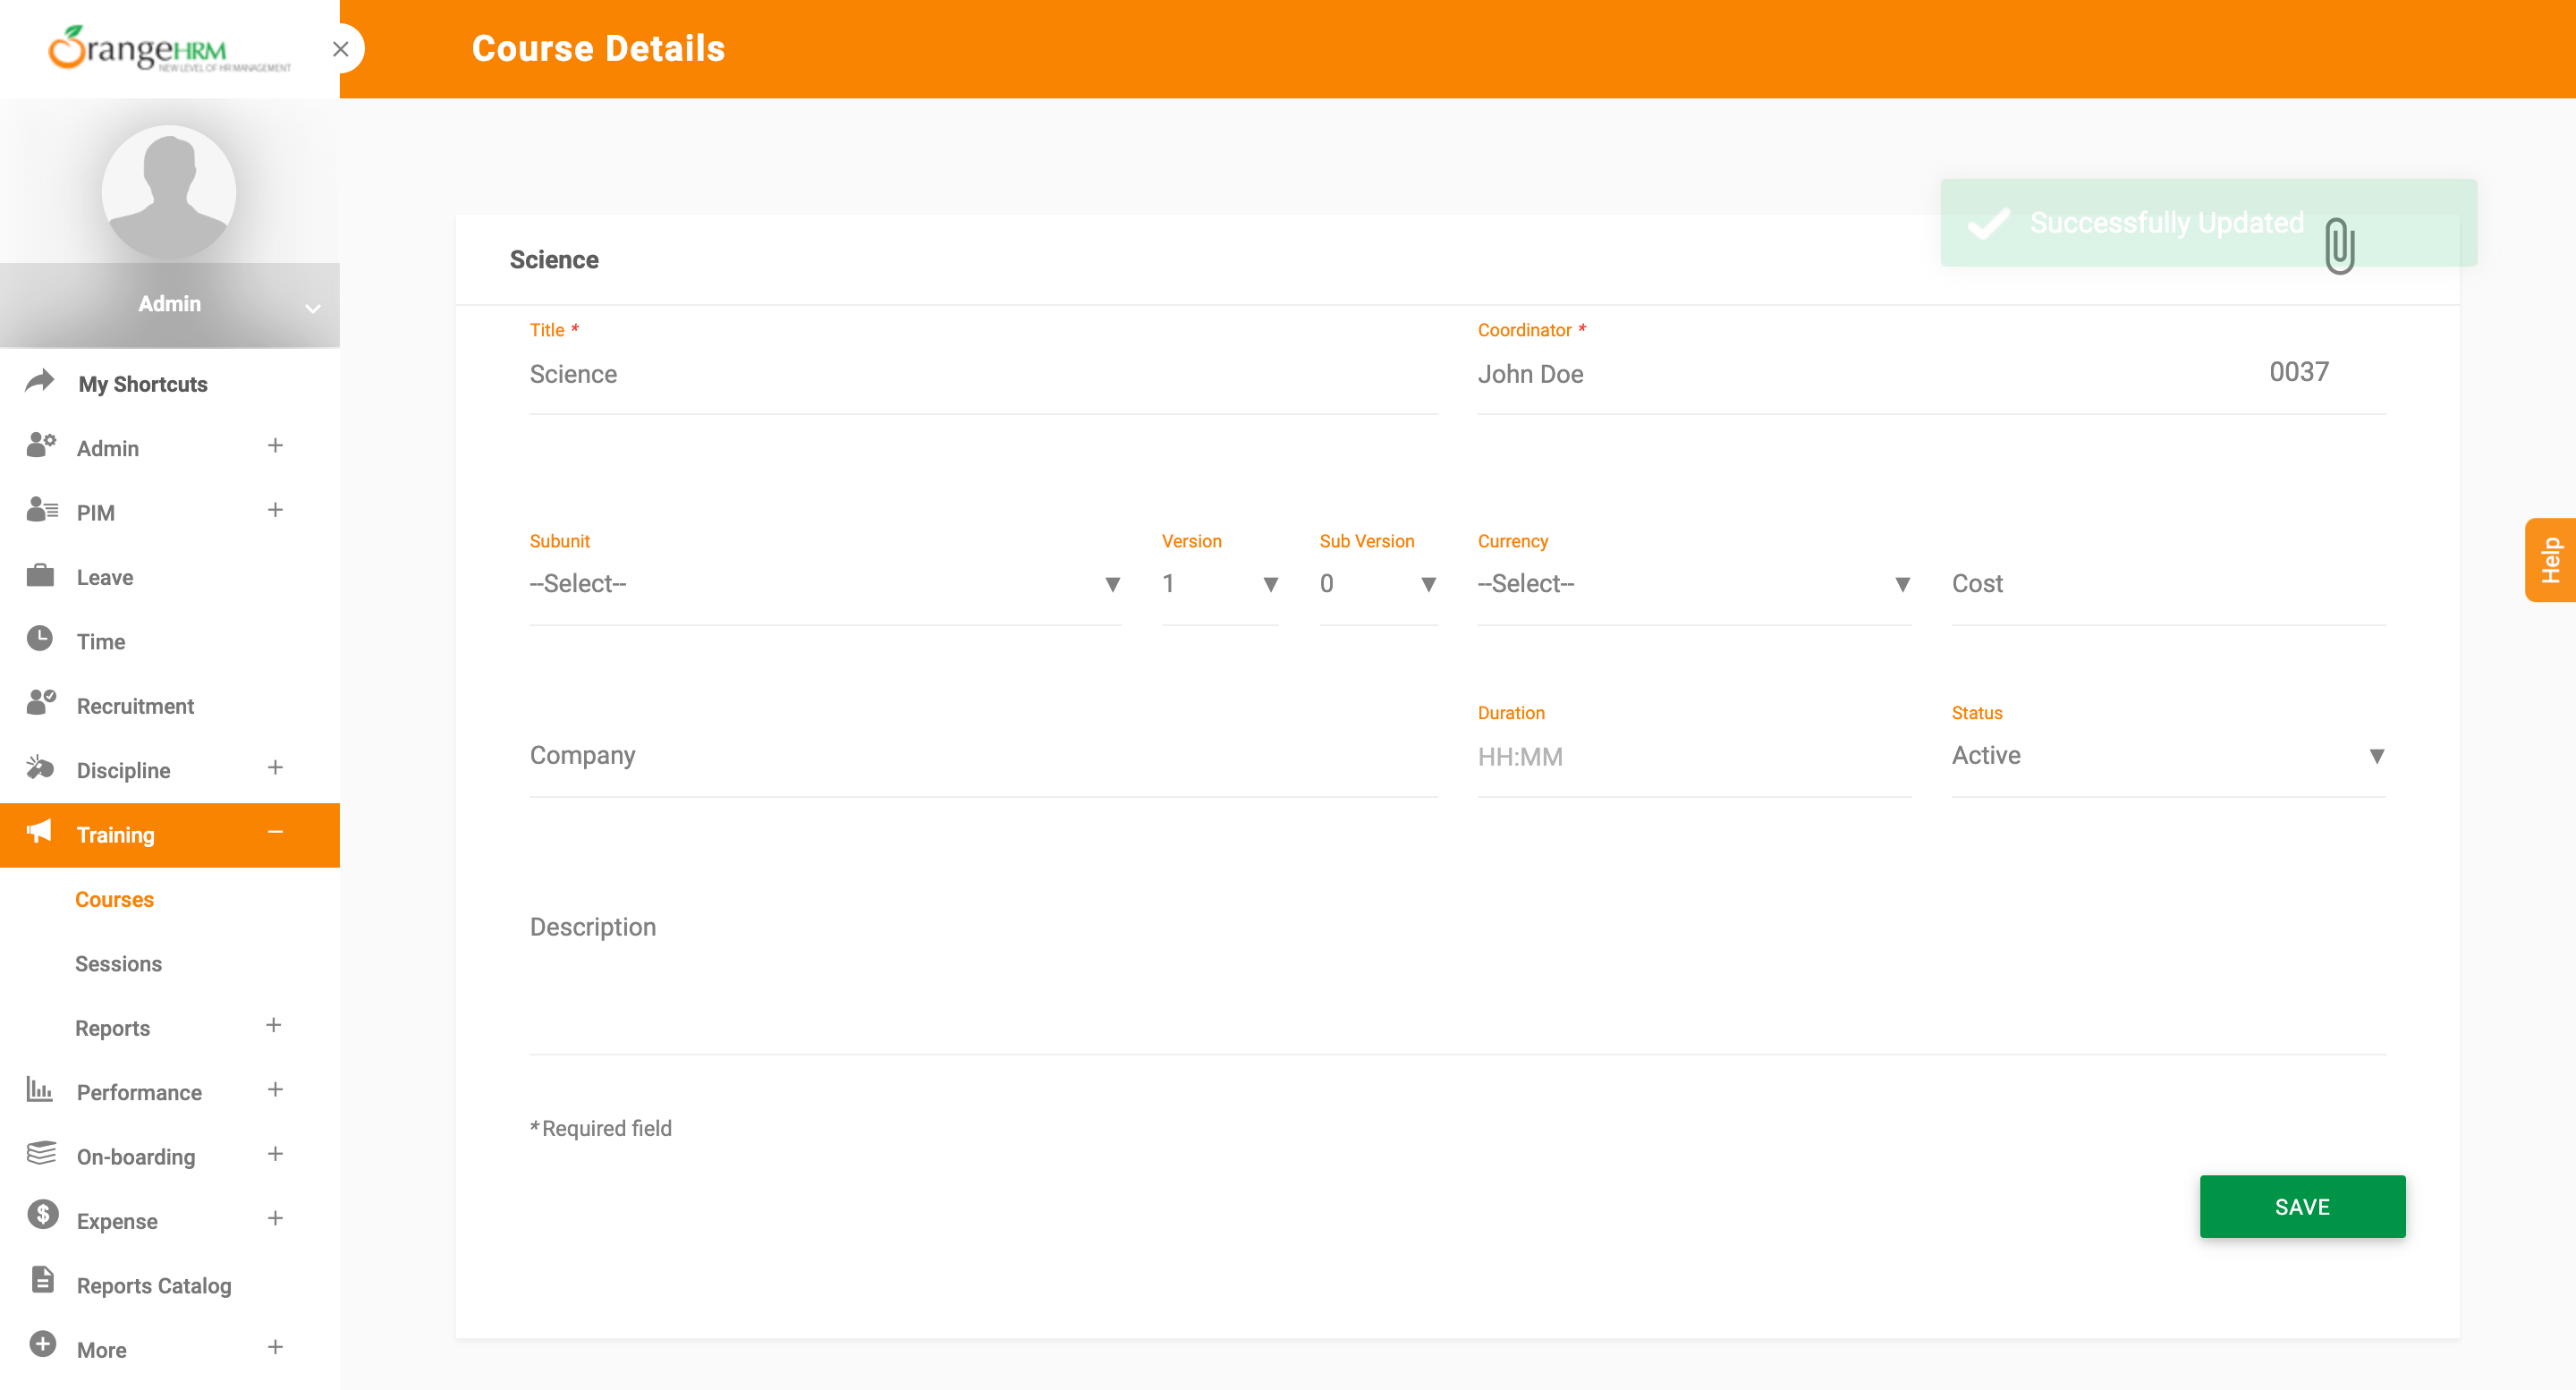 OrangeHRM
NEW LEVEL OF HR MANAGEMENT
Course Details
Admin
My Shortcuts
Admin
PIM
Leave
Time
Recruitment
Discipline
Training
Courses
Sessions
Reports
Performance
On-boarding
Expense
Reports Catalog
More
Successfully Updated
Science
Title *
Science
Coordinator *
John Doe 0037
Subunit
--Select--
Version
1
Sub Version
0
Currency
--Select--
Cost
Company
Duration
HH:MM
Status
Active
Description
* Required field
SAVE
Help